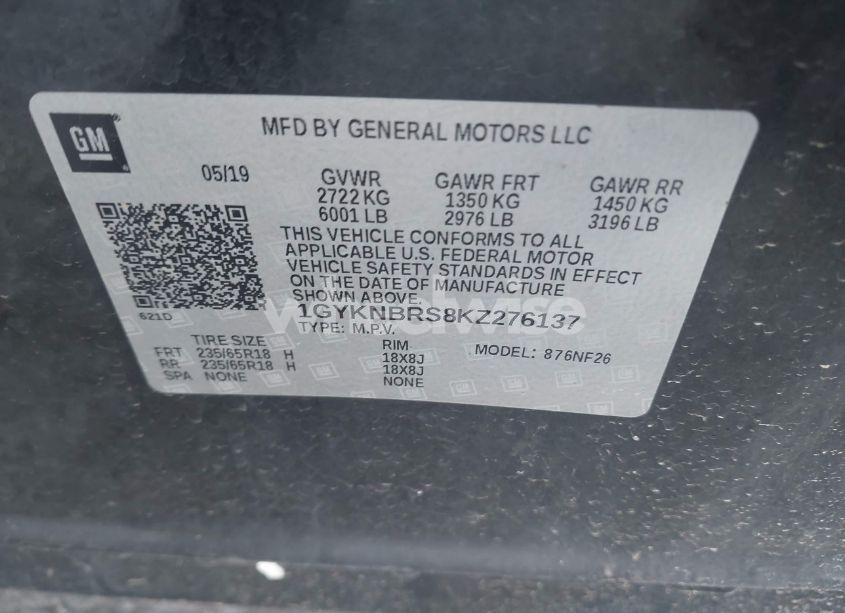 GM
MFD BY GENERAL MOTORS LLC
05/19
GVWR GAWR FRT GAWR RR
2722 KG 1350 KG 1450 KG
6001 LB 2976 LB 3196 LB
THIS VEHICLE CONFORMS TO ALL
APPLICABLE U.S. FEDERAL MOTOR
VEHICLE SAFETY STANDARDS IN EFFECT
ON THE DATE OF MANUFACTURE
SHOWN ABOVE.
621D
1GYKNBRS8KZ276137
TYPE: M.P.V.
TIRE SIZE RIM MODEL: 876NF26
FRT 235/65R18 H 18X8J
RR 235/65R18 H 18X8J
SPA NONE NONE